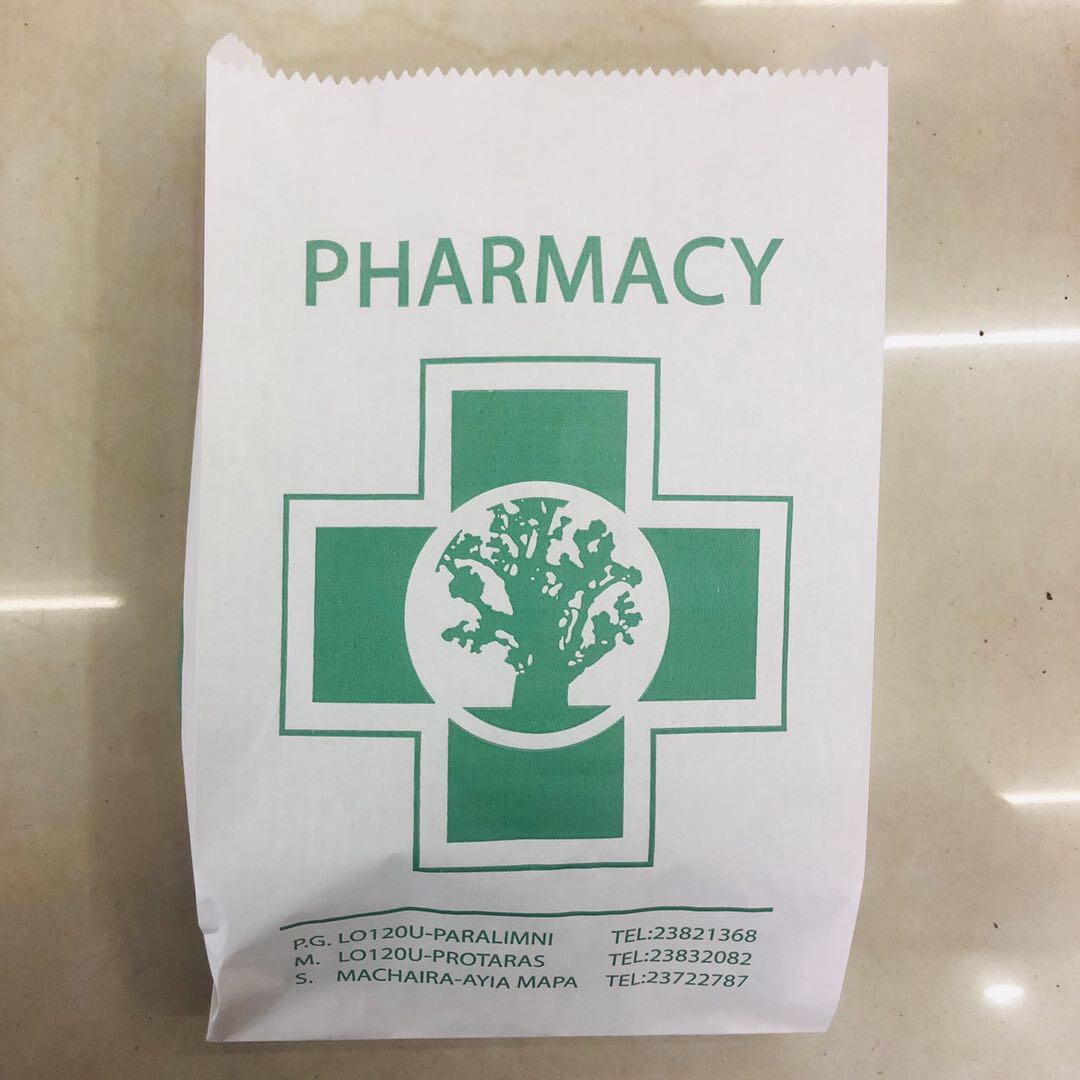 PHARMACY
P.G. LO120U-PARALIMNI TEL:23821368
M. LO120U-PROTARAS TEL:23832082
S. MACHAIRA-AYIA MAPA TEL:23722787